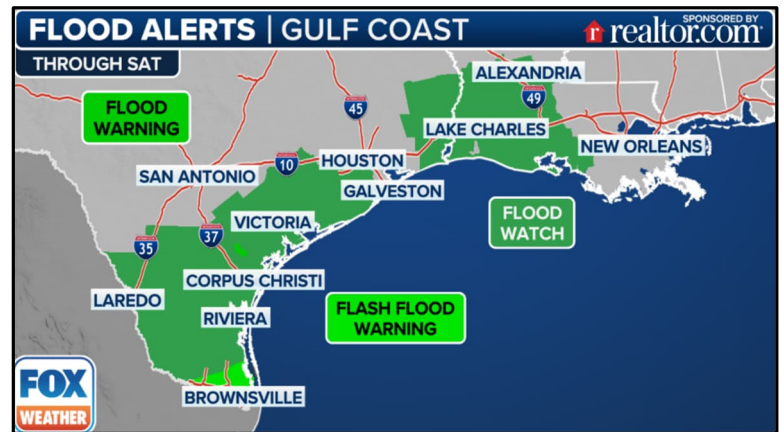 FLOOD ALERTS | GULF COAST
SPONSORED BY
r realtor.com®
THROUGH SAT
FLOOD
WARNING
ALEXANDRIA
49
45
LAKE CHARLES
NEW ORLEANS
HOUSTON
10
SAN ANTONIO
GALVESTON
FLOOD
WATCH
VICTORIA
37
35
CORPUS CHRISTI
LAREDO
FLASH FLOOD
WARNING
RIVIERA
BROWNSVILLE
FOX
WEATHER